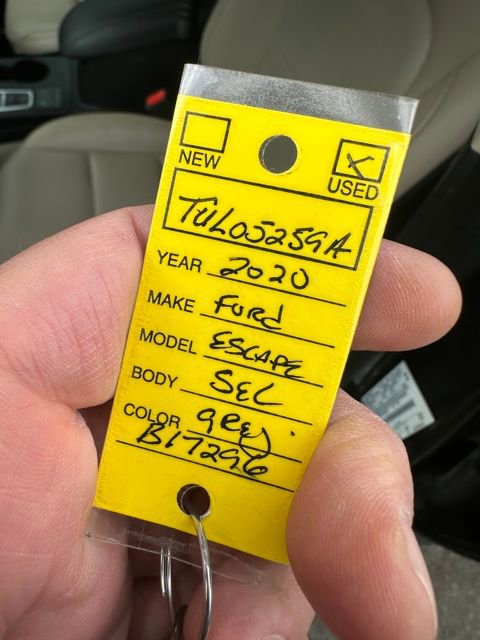 NEW
USED
TUL05259A
YEAR 2020
MAKE Ford
MODEL ESCAPE
BODY SEL
COLOR grey
B17296